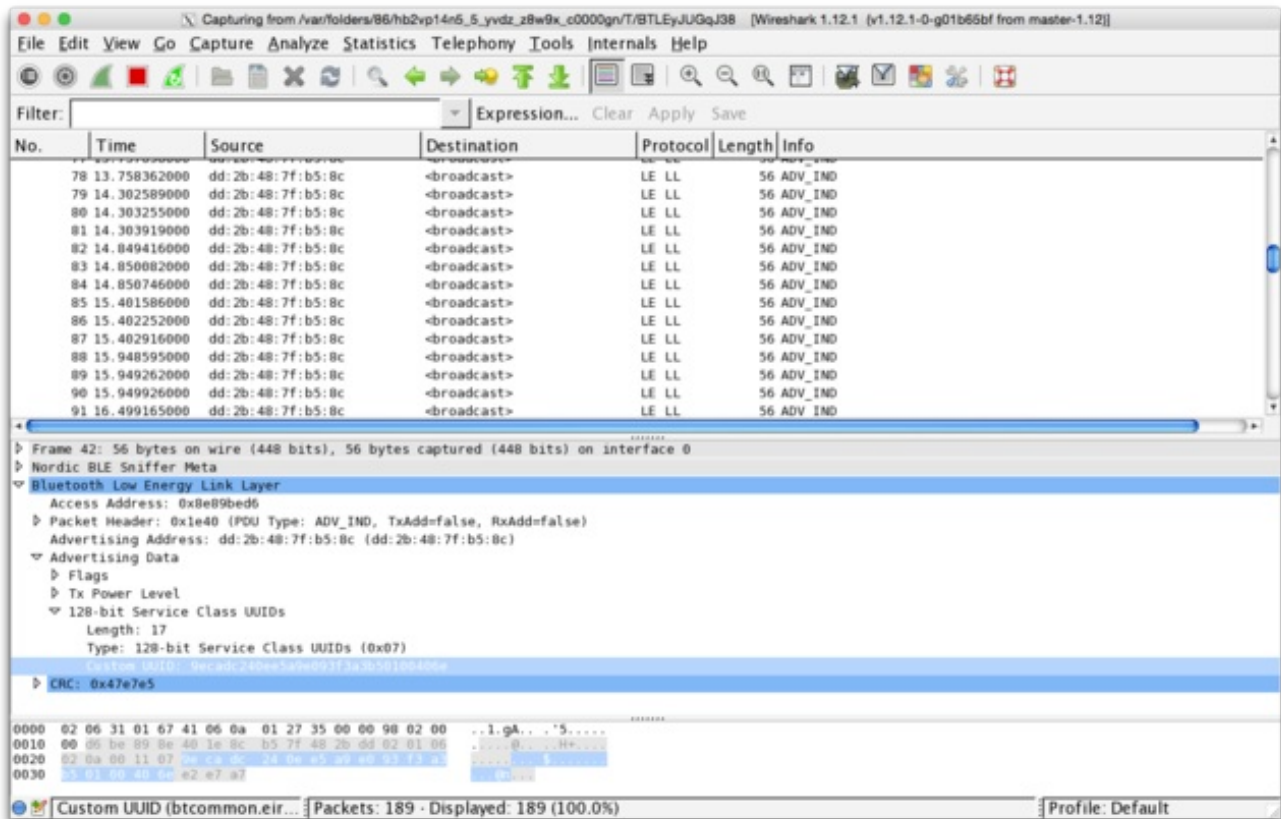 Capturing from /var/folders/86/hb2vp14n5_5_yvdz_z8w9x_c0000gn/T/BTLEyJUGqJ38 [Wireshark 1.12.1 (v1.12.1-0-g01b65bf from master-1.12)]
File Edit View Go Capture Analyze Statistics Telephony Tools Internals Help
Filter: Expression... Clear Apply Save
No. Time Source Destination Protocol Length Info
78 13.758362000 dd:2b:48:7f:b5:8c <broadcast> LE LL 56 ADV_IND
79 14.302589000 dd:2b:48:7f:b5:8c <broadcast> LE LL 56 ADV_IND
80 14.303255000 dd:2b:48:7f:b5:8c <broadcast> LE LL 56 ADV_IND
81 14.303919000 dd:2b:48:7f:b5:8c <broadcast> LE LL 56 ADV_IND
82 14.849416000 dd:2b:48:7f:b5:8c <broadcast> LE LL 56 ADV_IND
83 14.850082000 dd:2b:48:7f:b5:8c <broadcast> LE LL 56 ADV_IND
84 14.850746000 dd:2b:48:7f:b5:8c <broadcast> LE LL 56 ADV_IND
85 15.401586000 dd:2b:48:7f:b5:8c <broadcast> LE LL 56 ADV_IND
86 15.402252000 dd:2b:48:7f:b5:8c <broadcast> LE LL 56 ADV_IND
87 15.402916000 dd:2b:48:7f:b5:8c <broadcast> LE LL 56 ADV_IND
88 15.948595000 dd:2b:48:7f:b5:8c <broadcast> LE LL 56 ADV_IND
89 15.949262000 dd:2b:48:7f:b5:8c <broadcast> LE LL 56 ADV_IND
90 15.949926000 dd:2b:48:7f:b5:8c <broadcast> LE LL 56 ADV_IND
91 16.499165000 dd:2b:48:7f:b5:8c <broadcast> LE LL 56 ADV_IND
Frame 42: 56 bytes on wire (448 bits), 56 bytes captured (448 bits) on interface 0
Nordic BLE Sniffer Meta
Bluetooth Low Energy Link Layer
Access Address: 0x8e89bed6
Packet Header: 0x1e40 (PDU Type: ADV_IND, TxAdd=false, RxAdd=false)
Advertising Address: dd:2b:48:7f:b5:8c (dd:2b:48:7f:b5:8c)
Advertising Data
Flags
Tx Power Level
128-bit Service Class UUIDs
Length: 17
Type: 128-bit Service Class UUIDs (0x07)
Custom UUID: 9ecadc240ee5a9e093f3a3b50100406e
CRC: 0x47e7e5
0000 02 06 31 01 67 41 06 0a 01 27 35 00 00 98 02 00 ..1.gA.. .'5.....
0010 00 d6 be 89 8e 40 1e 8c b5 7f 48 2b dd 02 01 06 .....@.. ..H+....
0020 02 0a 00 11 07 9e ca dc 24 0e e5 a9 e0 93 f3 a3 ........ $.......
0030 b5 01 00 40 6e e2 e7 a7 ...@n...
Custom UUID (btcommon.eir... Packets: 189 · Displayed: 189 (100.0%) Profile: Default